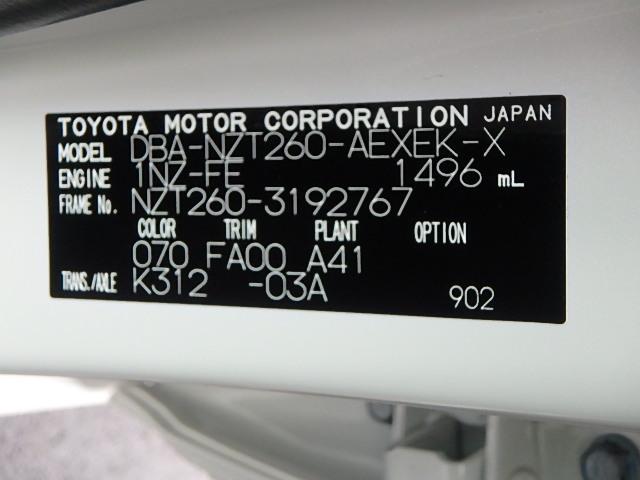 TOYOTA MOTOR CORPORATION JAPAN
MODEL DBA-NZT260-AEXEK-X
ENGINE 1NZ-FE 1496 mL
FRAME No. NZT260-3192767
COLOR TRIM PLANT OPTION
070 FA00 A41
TRANS./AXLE K312 -03A
902